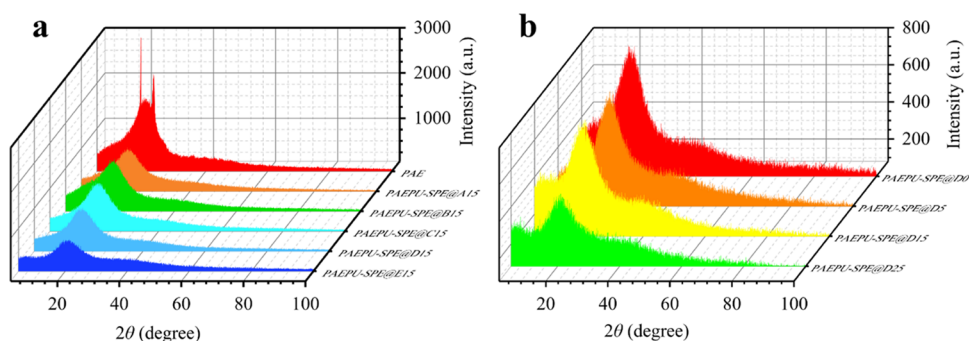 a
3000
2000
1000
Intensity (a.u.)
PAE
PAEPU-SPE@A15
PAEPU-SPE@B15
PAEPU-SPE@C15
PAEPU-SPE@D15
PAEPU-SPE@E15
20 40 60 80 100
2θ (degree)
b
800
600
400
200
Intensity (a.u.)
PAEPU-SPE@D0
PAEPU-SPE@D5
PAEPU-SPE@D15
PAEPU-SPE@D25
20 40 60 80 100
2θ (degree)